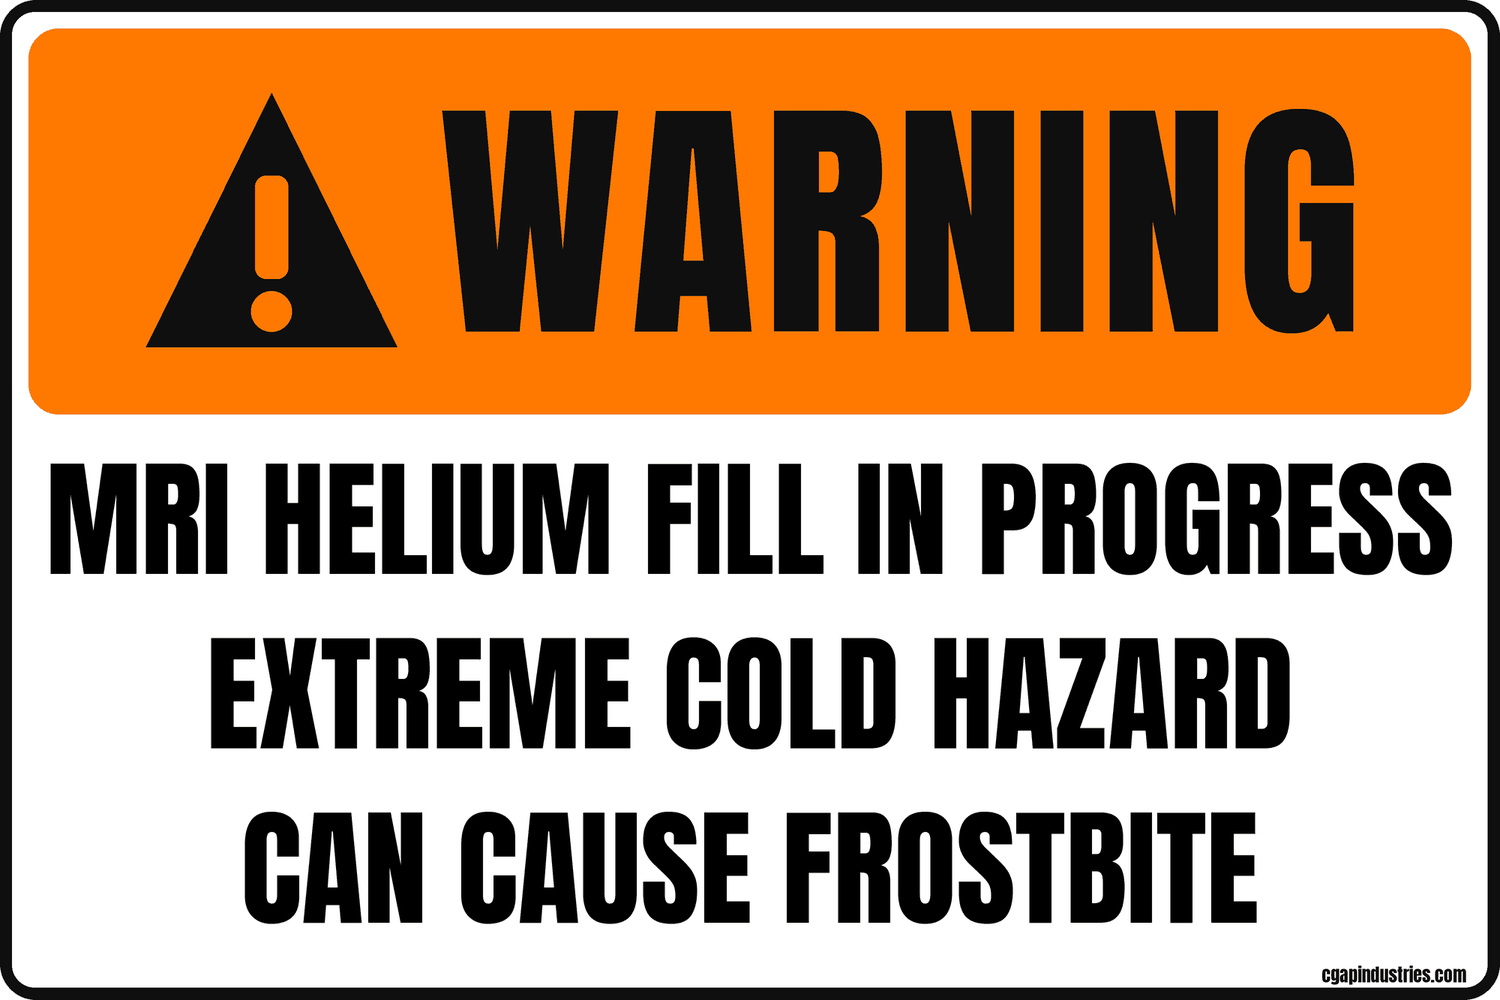 WARNING
MRI HELIUM FILL IN PROGRESS
EXTREME COLD HAZARD
CAN CAUSE FROSTBITE
cgapindustries.com